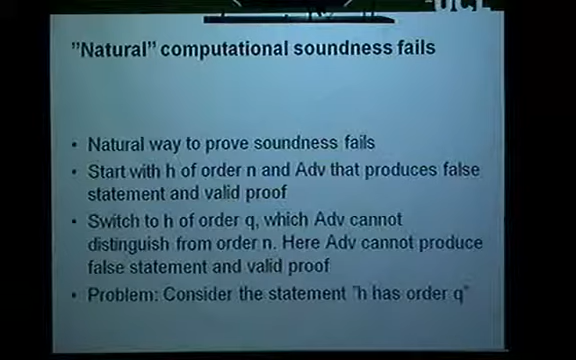 UCL
"Natural" computational soundness fails
• Natural way to prove soundness fails
• Start with h of order n and Adv that produces false
statement and valid proof
• Switch to h of order q, which Adv cannot
distinguish from order n. Here Adv cannot produce
false statement and valid proof
• Problem: Consider the statement "h has order q"